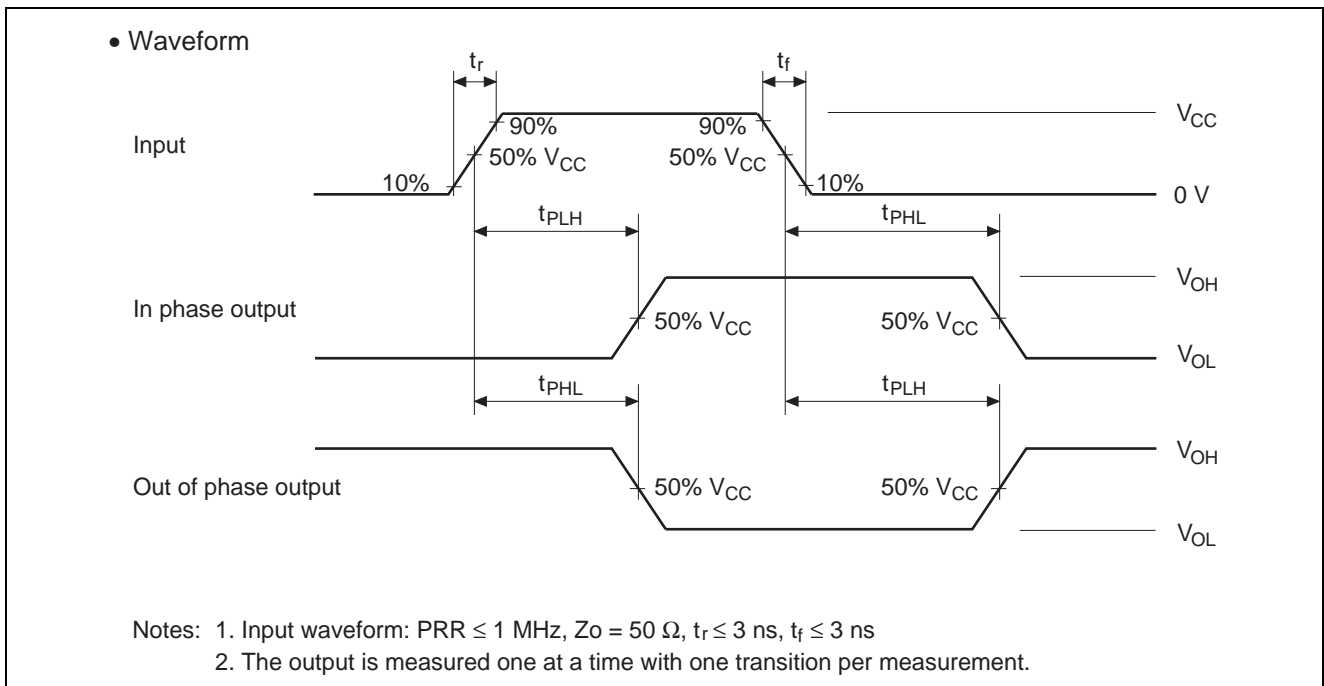 • Waveform
tr tf
Input 90% 90% VCC
50% VCC 50% VCC
10% 10% 0 V
tPLH tPHL
In phase output VOH
50% VCC 50% VCC
VOL
tPHL tPLH
VOH
Out of phase output 50% VCC 50% VCC
VOL
Notes: 1. Input waveform: PRR ≤ 1 MHz, Zo = 50 Ω, tr ≤ 3 ns, tf ≤ 3 ns
2. The output is measured one at a time with one transition per measurement.